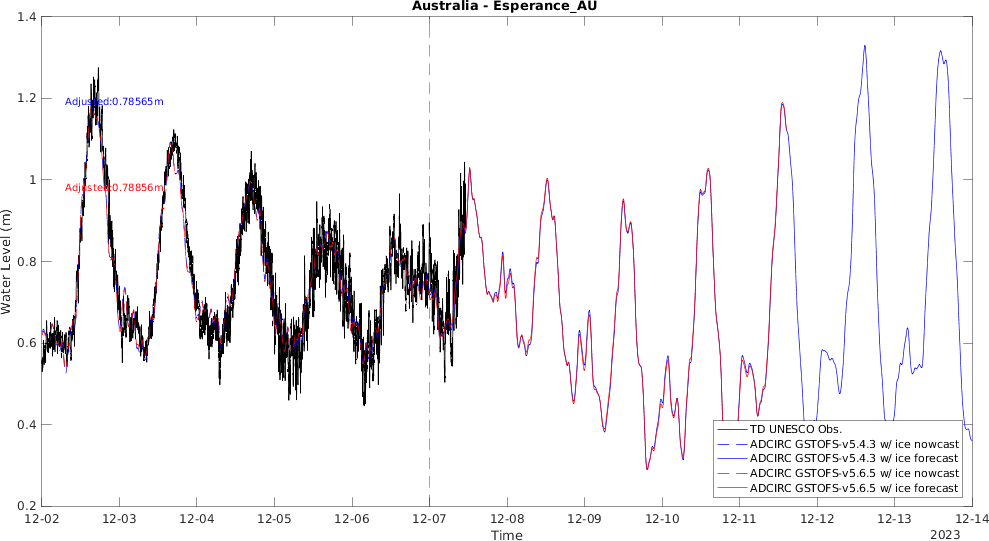 Australia - Esperance_AU
1.4
1.2
1
0.8
0.6
0.4
0.2
Water Level (m)
Adjusted:0.78565m
Adjusted:0.78856m
TD UNESCO Obs.
ADCIRC GSTOFS-v5.4.3 w/ ice nowcast
ADCIRC GSTOFS-v5.4.3 w/ ice forecast
ADCIRC GSTOFS-v5.6.5 w/ ice nowcast
ADCIRC GSTOFS-v5.6.5 w/ ice forecast
12-02 12-03 12-04 12-05 12-06 12-07 12-08 12-09 12-10 12-11 12-12 12-13 12-14
Time
2023